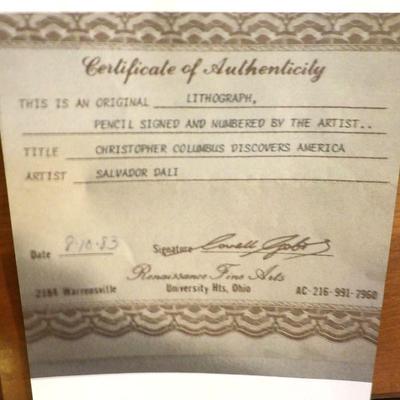 Certificate of Authenticity
THIS IS AN ORIGINAL LITHOGRAPH,
PENCIL SIGNED AND NUMBERED BY THE ARTIST..
TITLE CHRISTOPHER COLUMBUS DISCOVERS AMERICA
ARTIST SALVADOR DALI
Date 8-10-83 Signature
Renaissance Fine Arts
2184 Warrensville University Hts, Ohio AC-216-991-7960